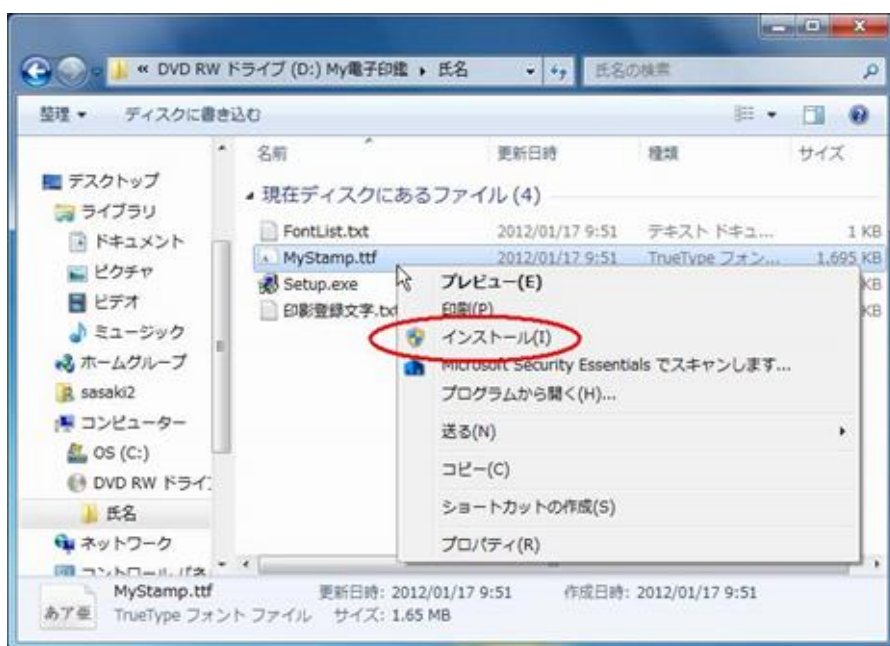 « DVD RW ドライブ (D:) My電子印鑑 ▸ 氏名
氏名の検索
整理 ▼ ディスクに書き込む
名前 更新日時 種類 サイズ
デスクトップ
ライブラリ
ドキュメント
ピクチャ
ビデオ
ミュージック
ホームグループ
sasaki2
コンピューター
OS (C:)
DVD RW ドライブ
氏名
ネットワーク
コントロール パネ
現在ディスクにあるファイル (4)
FontList.txt 2012/01/17 9:51 テキスト ドキュ... 1 KB
MyStamp.ttf 2012/01/17 9:51 TrueType フォン... 1,695 KB
Setup.exe KB
印影登録文字.txt KB
プレビュー(E)
印刷(P)
インストール(I)
Microsoft Security Essentials でスキャンします...
プログラムから開く(H)...
送る(N)
コピー(C)
ショートカットの作成(S)
プロパティ(R)
あア亜
MyStamp.ttf 更新日時: 2012/01/17 9:51 作成日時: 2012/01/17 9:51
TrueType フォント ファイル サイズ: 1.65 MB